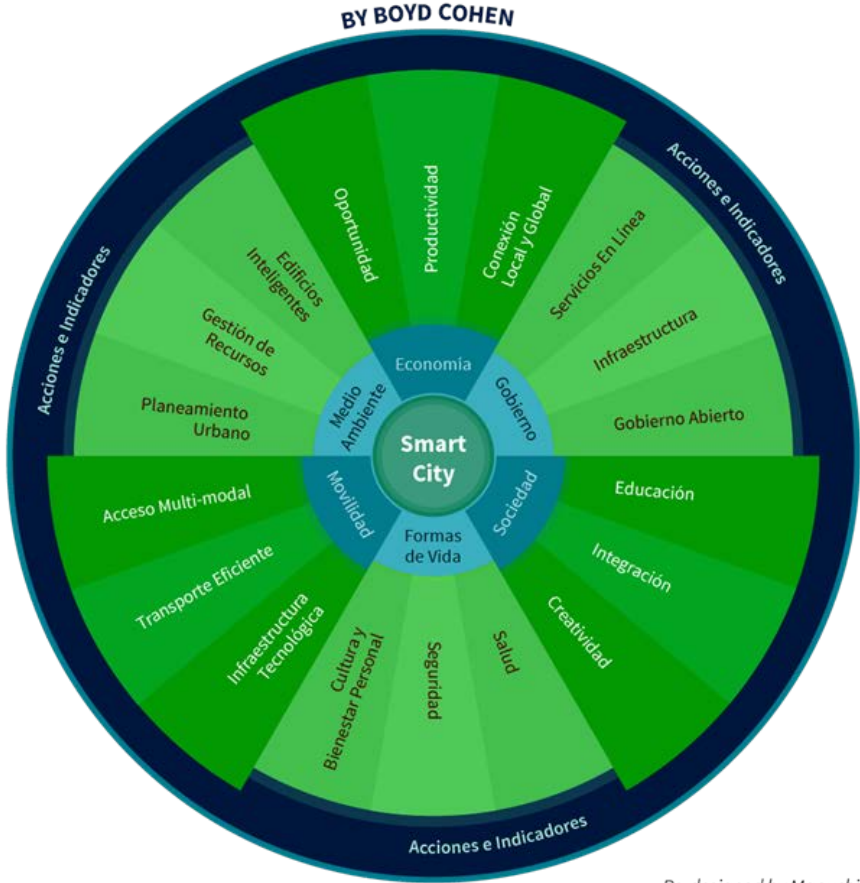 BY BOYD COHEN
Acciones e Indicadores
Acciones e Indicadores
Oportunidad
Productividad
Conexión
Local y Global
Servicios En Línea
Infraestructura
Gobierno Abierto
Edificios
Inteligentes
Gestión de
Recursos
Planeamiento
Urbano
Economía
Medio
Ambiente
Gobierno
Smart
City
Movilidad
Sociedad
Formas
de Vida
Acceso Multi-modal
Transporte Eficiente
Infraestructura
Tecnológica
Educación
Integración
Creatividad
Cultura y
Bienestar Personal
Seguridad
Salud
Acciones e Indicadores